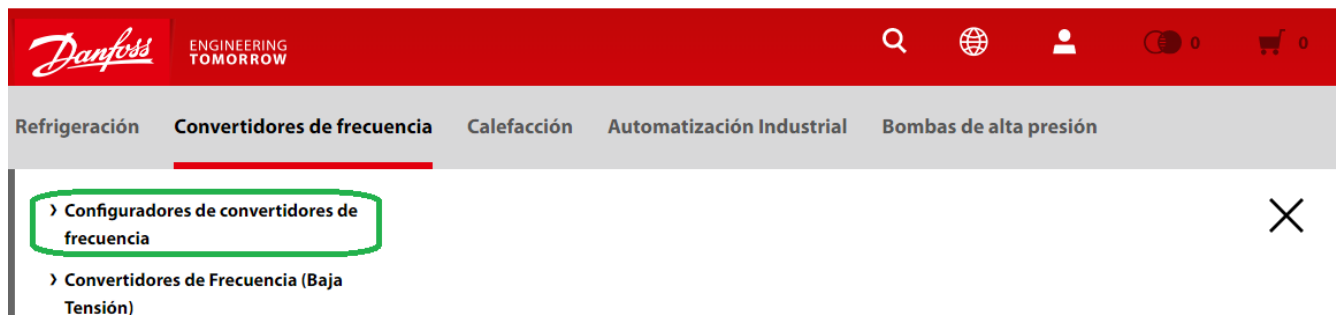 Danfoss
ENGINEERING
TOMORROW
0
0
Refrigeración
Convertidores de frecuencia
Calefacción
Automatización Industrial
Bombas de alta presión
Configuradores de convertidores de
frecuencia
Convertidores de Frecuencia (Baja
Tensión)